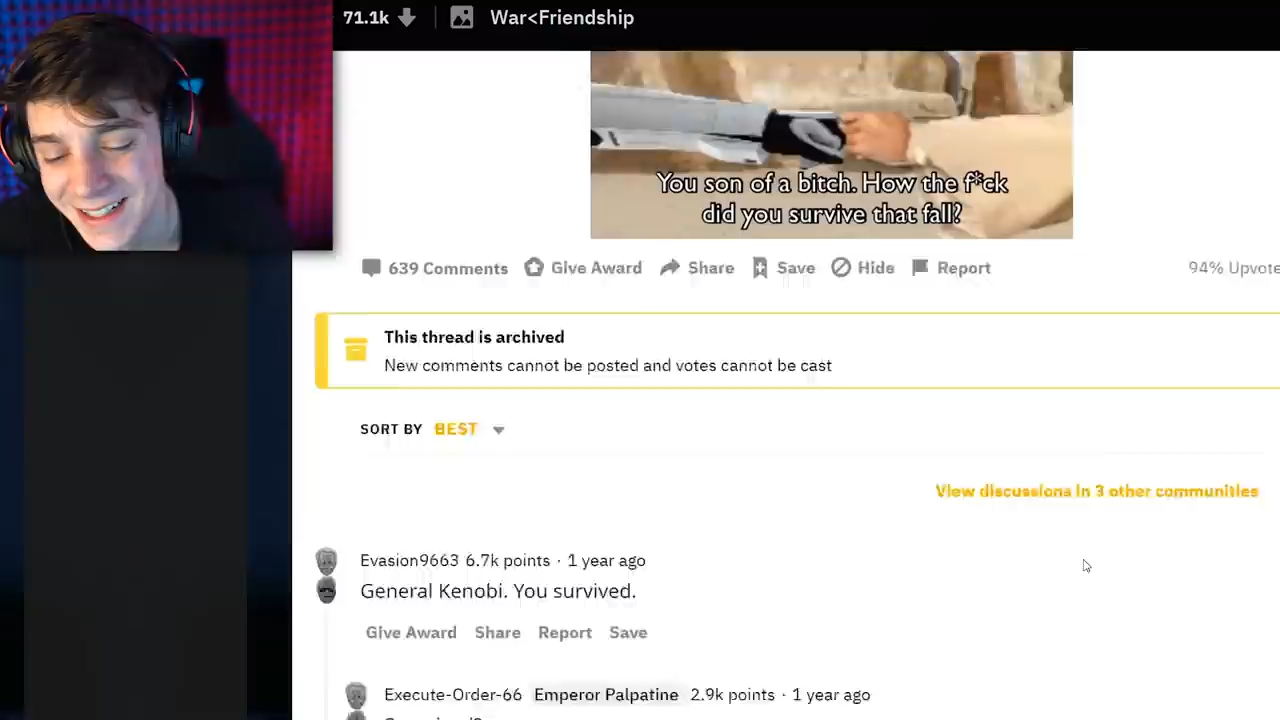 71.1k War<Friendship
You son of a bitch. How the f*ck
did you survive that fall?
639 Comments Give Award Share Save Hide Report 94% Upvote
This thread is archived
New comments cannot be posted and votes cannot be cast
SORT BY BEST
View discussions in 3 other communities
Evasion9663 6.7k points · 1 year ago
General Kenobi. You survived.
Give Award Share Report Save
Execute-Order-66 Emperor Palpatine 2.9k points · 1 year ago